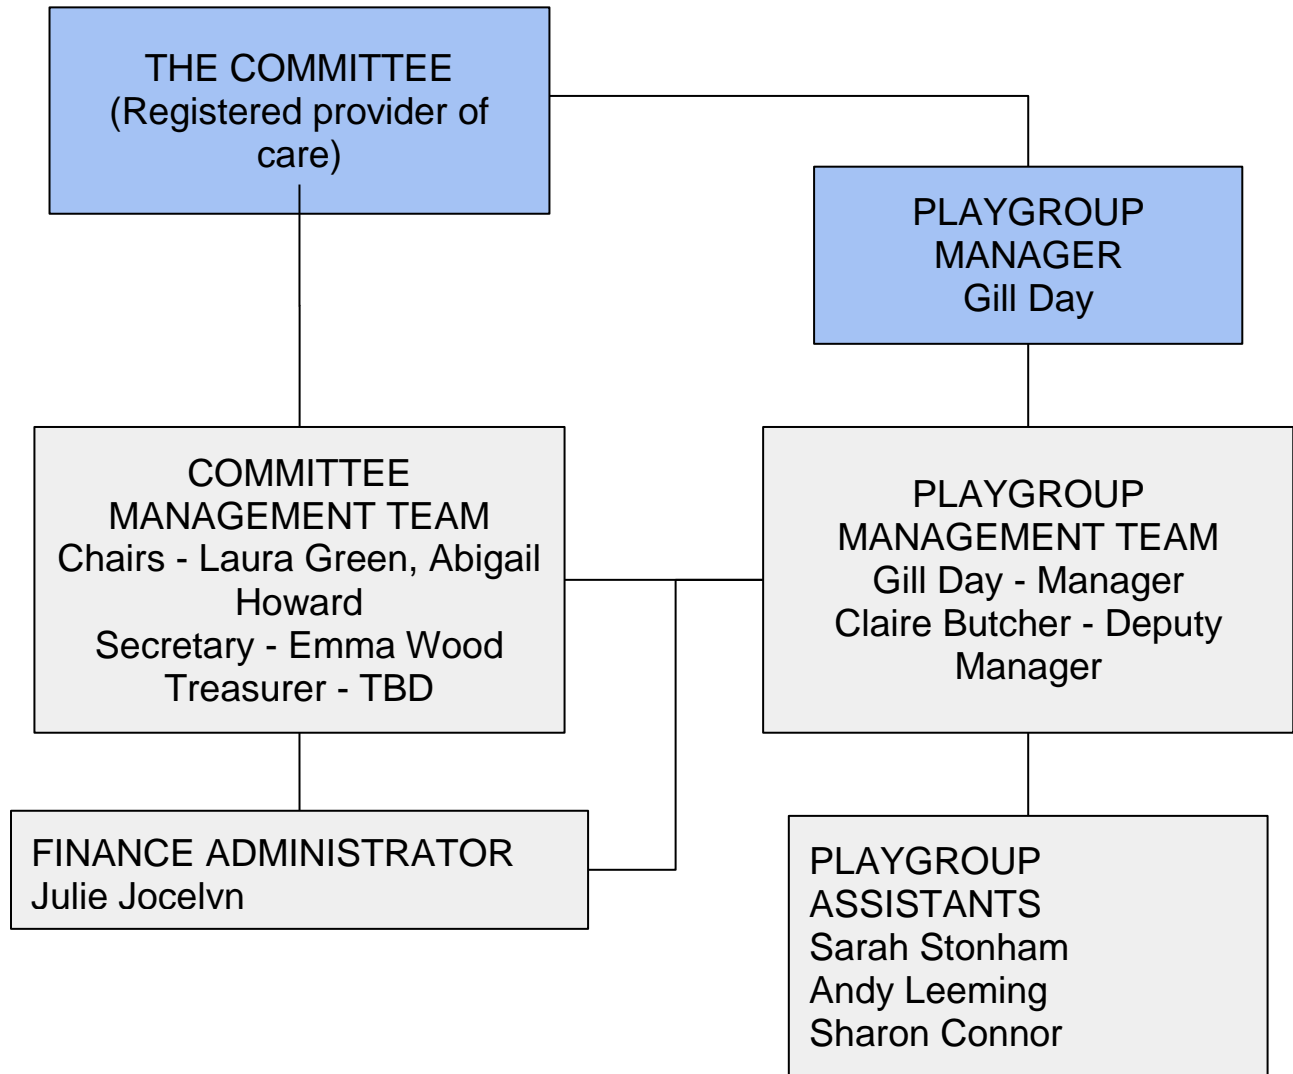 THE COMMITTEE
(Registered provider of
care)
PLAYGROUP
MANAGER
Gill Day
COMMITTEE
MANAGEMENT TEAM
Chairs - Laura Green, Abigail
Howard
Secretary - Emma Wood
Treasurer - TBD
PLAYGROUP
MANAGEMENT TEAM
Gill Day - Manager
Claire Butcher - Deputy
Manager
FINANCE ADMINISTRATOR
Julie Jocelyn
PLAYGROUP
ASSISTANTS
Sarah Stonham
Andy Leeming
Sharon Connor